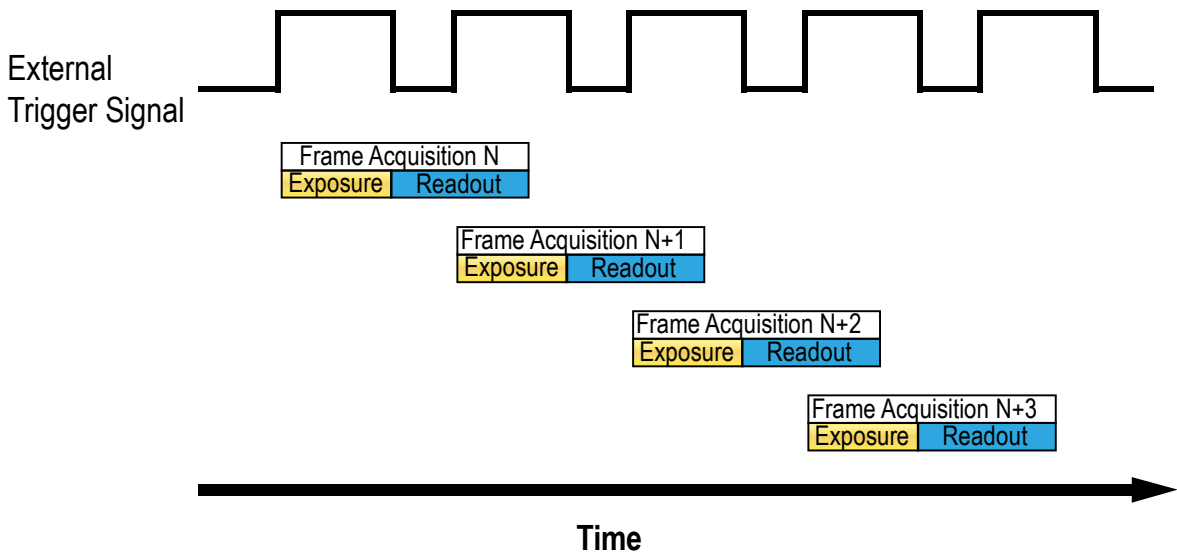 External
Trigger Signal
Frame Acquisition N
Exposure Readout
Frame Acquisition N+1
Exposure Readout
Frame Acquisition N+2
Exposure Readout
Frame Acquisition N+3
Exposure Readout
Time